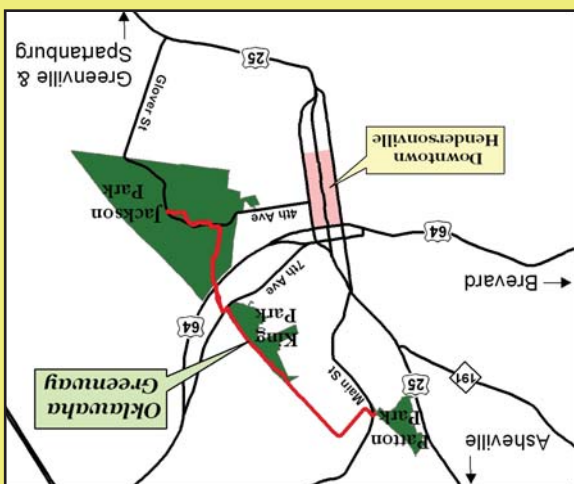 Asheville
Patton
Park
25
191
Main St
Oklawaha
Greenway
King
Park
64
Brevard
7th Ave
64
4th Ave
Jackson
Park
Downtown
Hendersonville
Glover St
25
Greenville &
Spartanburg